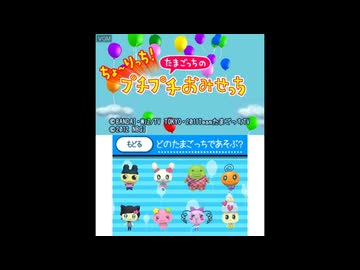 VGM
ちょ〜りっち!
たまごっちの
プチプチおみせっち
©BANDAI・WiZ/TV TOKYO
©2012 NBGI
もどる
どのたまごっちであそぶ?